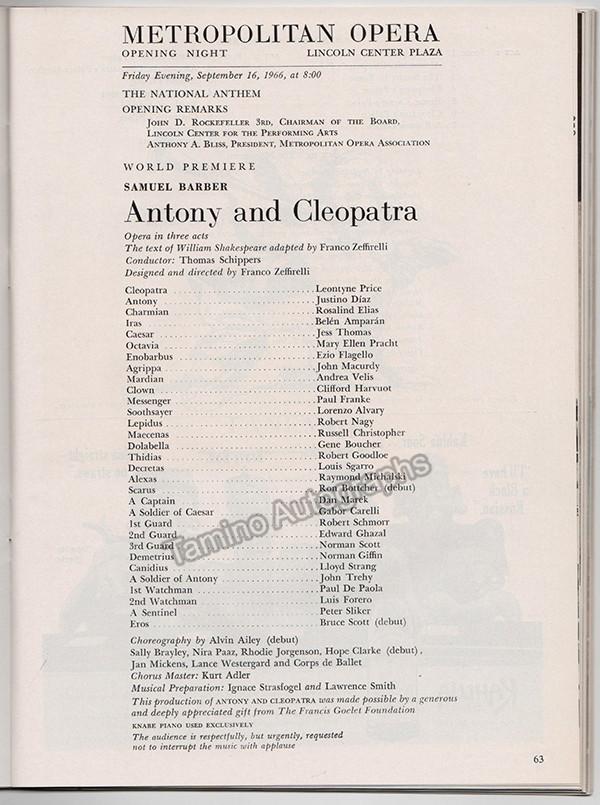 METROPOLITAN OPERA
OPENING NIGHT LINCOLN CENTER PLAZA
Friday Evening, September 16, 1966, at 8:00
THE NATIONAL ANTHEM
OPENING REMARKS
JOHN D. ROCKEFELLER 3RD, CHAIRMAN OF THE BOARD,
LINCOLN CENTER FOR THE PERFORMING ARTS
ANTHONY A. BLISS, PRESIDENT, METROPOLITAN OPERA ASSOCIATION
WORLD PREMIERE
SAMUEL BARBER
Antony and Cleopatra
Opera in three acts
The text of William Shakespeare adapted by Franco Zeffirelli
Conductor: Thomas Schippers
Designed and directed by Franco Zeffirelli
Cleopatra Leontyne Price
Antony Justino Díaz
Charmian Rosalind Elias
Iras Belén Amparán
Caesar Jess Thomas
Octavia Mary Ellen Pracht
Enobarbus Ezio Flagello
Agrippa John Macurdy
Mardian Andrea Velis
Clown Clifford Harvuot
Messenger Paul Franke
Soothsayer Lorenzo Alvary
Lepidus Robert Nagy
Maecenas Russell Christopher
Dolabella Gene Boucher
Thidias Robert Goodloe
Decretas Louis Sgarro
Alexas Raymond Michalski
Scarus Ron Bottcher (debut)
A Captain Dan Marek
A Soldier of Caesar Gabor Carelli
1st Guard Robert Schmorr
2nd Guard Edward Ghazal
3rd Guard Norman Scott
Demetrius Norman Giffin
Canidius Lloyd Strang
A Soldier of Antony John Trehy
1st Watchman Paul De Paola
2nd Watchman Luis Forero
A Sentinel Peter Sliker
Eros Bruce Scott (debut)
Tamino Autographs
Choreography by Alvin Ailey (debut)
Sally Brayley, Nira Paaz, Rhodie Jorgenson, Hope Clarke (debut),
Jan Mickens, Lance Westergard and Corps de Ballet
Chorus Master: Kurt Adler
Musical Preparation: Ignace Strasfogel and Lawrence Smith
This production of ANTONY AND CLEOPATRA was made possible by a generous
and deeply appreciated gift from The Francis Goelet Foundation
KNABE PIANO USED EXCLUSIVELY
The audience is respectfully, but urgently, requested
not to interrupt the music with applause
63